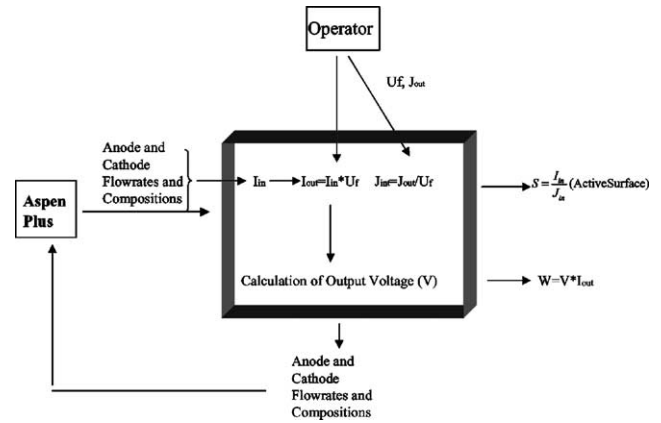 Operator
Uf, Jout
Anode and
Cathode
Flowrates and
Compositions
Aspen
Plus
Iin
Iout=Iin*Uf
Jint=Jout/Uf
S = Iin/Jin (ActiveSurface)
Calculation of Output Voltage (V)
W=V*Iout
Anode and
Cathode
Flowrates and
Compositions